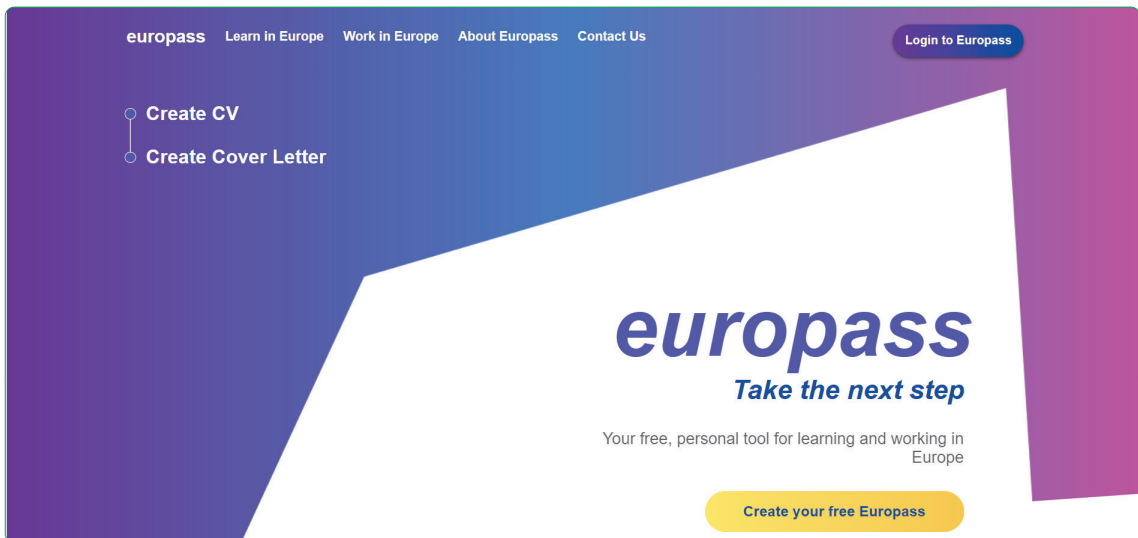 europass Learn in Europe Work in Europe About Europass Contact Us Login to Europass
Create CV
Create Cover Letter
europass
Take the next step
Your free, personal tool for learning and working in
Europe
Create your free Europass